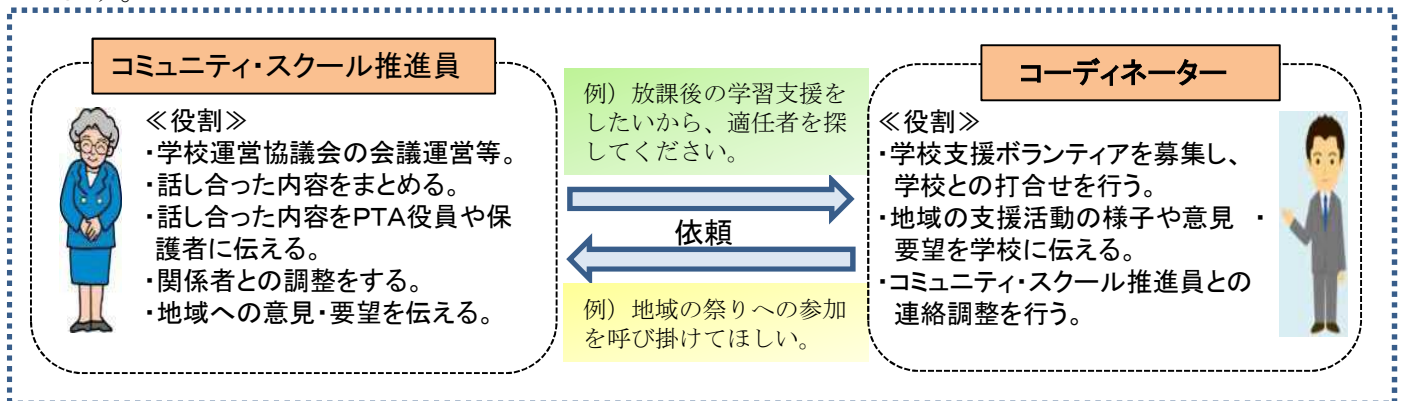 コミュニティ・スクール推進員
≪役割≫
・学校運営協議会の会議運営等。
・話し合った内容をまとめる。
・話し合った内容をPTA役員や保
護者に伝える。
・関係者との調整をする。
・地域への意見・要望を伝える。
例）放課後の学習支援を
したいから、適任者を探
してください。
依頼
例）地域の祭りへの参加
を呼び掛けてほしい。
コーディネーター
≪役割≫
・学校支援ボランティアを募集し、
学校との打合せを行う。
・地域の支援活動の様子や意見 ・
要望を学校に伝える。
・コミュニティ・スクール推進員との
連絡調整を行う。